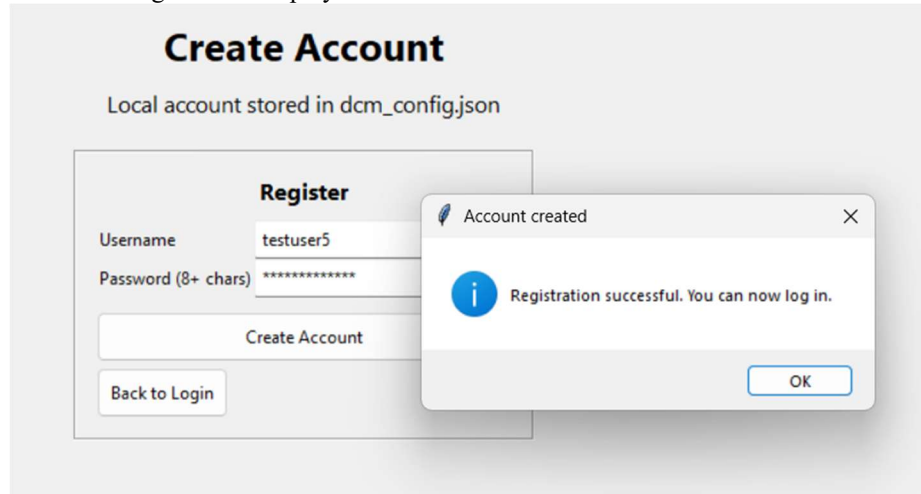 Create Account
Local account stored in dcm_config.json
Register
Account created
Username testuser5
Password (8+ chars) *************
Registration successful. You can now log in.
Create Account
OK
Back to Login